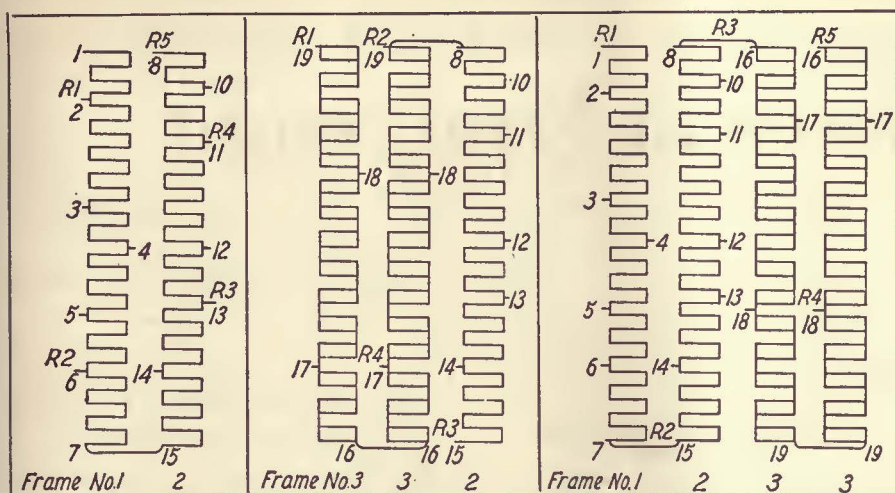 1 R5
8
10
R1
2
R4
11
3
4 12
R3
5 13
R2
6 14
7 15
Frame No.1 2
R1 R2
19 19 8
10
11
18 18
12
13
R4
17 17 14
R3
16 16 15
Frame No.3 3 2
R1 R3 R5
1 8 16 16
10
2
17 17
11
3
4 12
13 R4
5 18 18
6 14
R2
7 15 19 19
Frame No.1 2 3 3